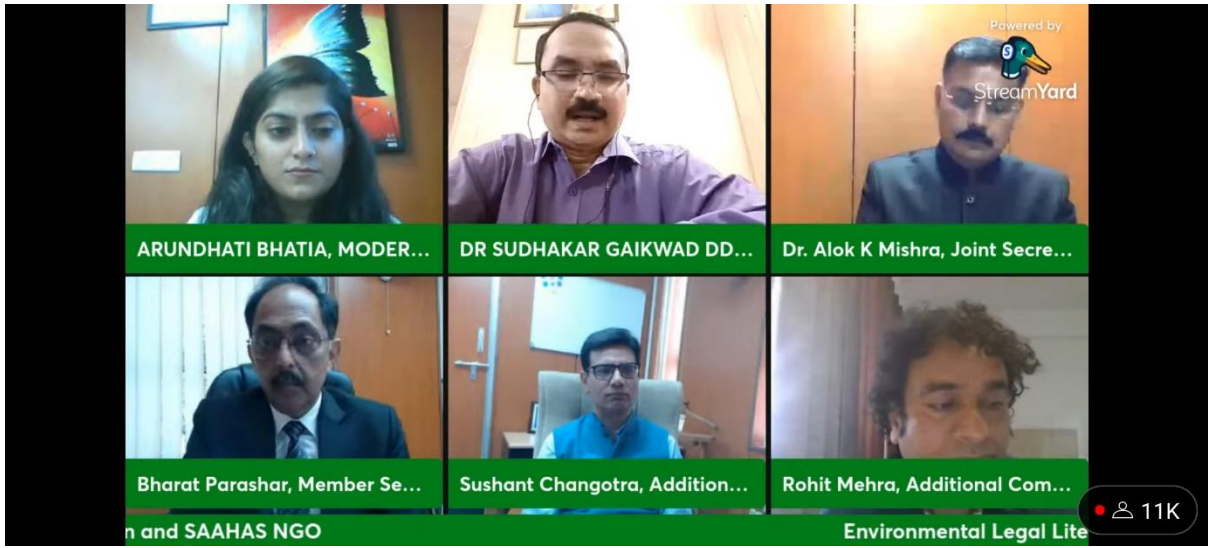 Powered by
StreamYard
ARUNDHATI BHATIA, MODER...
DR SUDHAKAR GAIKWAD DD...
Dr. Alok K Mishra, Joint Secre...
Bharat Parashar, Member Se...
Sushant Changotra, Addition...
Rohit Mehra, Additional Com...
11K
n and SAAHAS NGO
Environmental Legal Lite